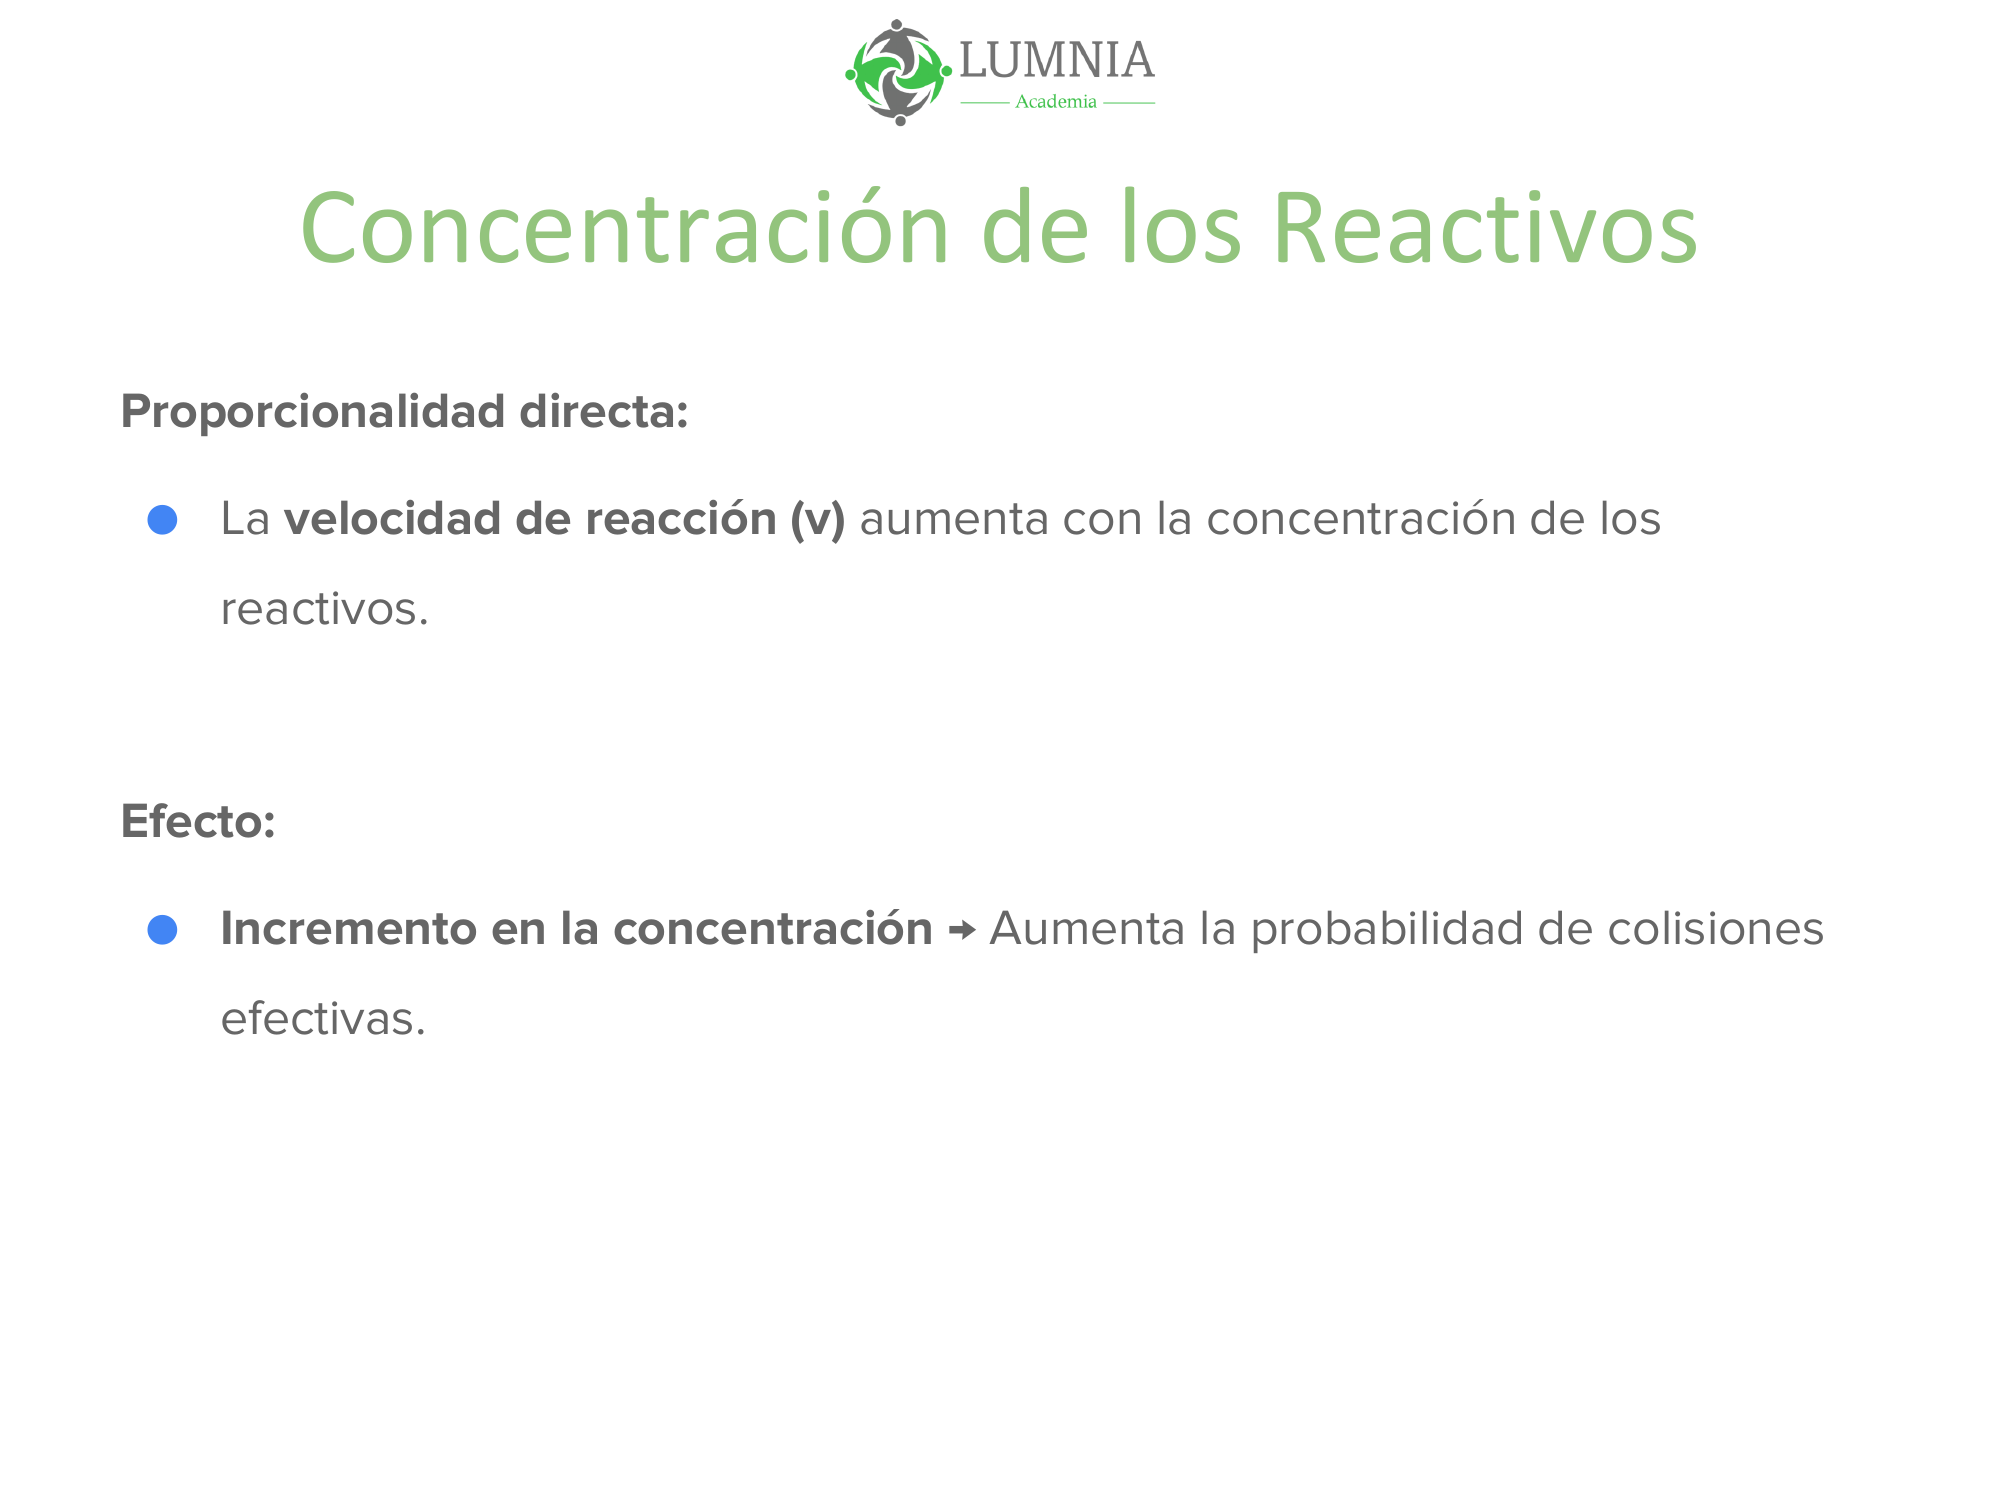 LUMNIA
Academia
Concentración de los Reactivos
Proporcionalidad directa:
● La velocidad de reacción (v) aumenta con la concentración de los
reactivos.
Efecto:
● Incremento en la concentración → Aumenta la probabilidad de colisiones
efectivas.